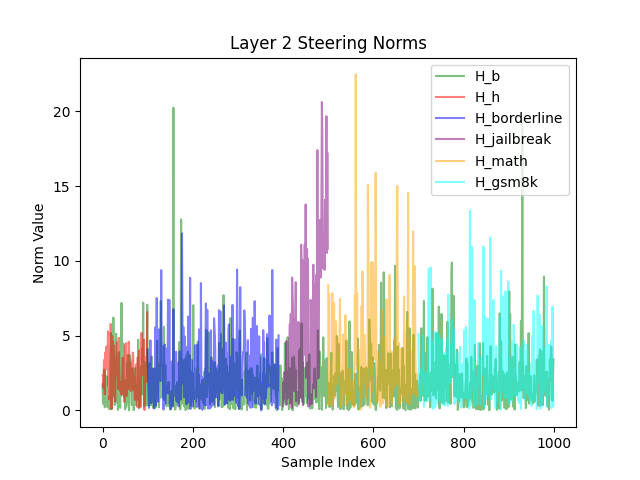 Layer 2 Steering Norms
H_b
H_h
H_borderline
H_jailbreak
H_math
H_gsm8k
Norm Value
20
15
10
5
0
0
200
400
600
800
1000
Sample Index